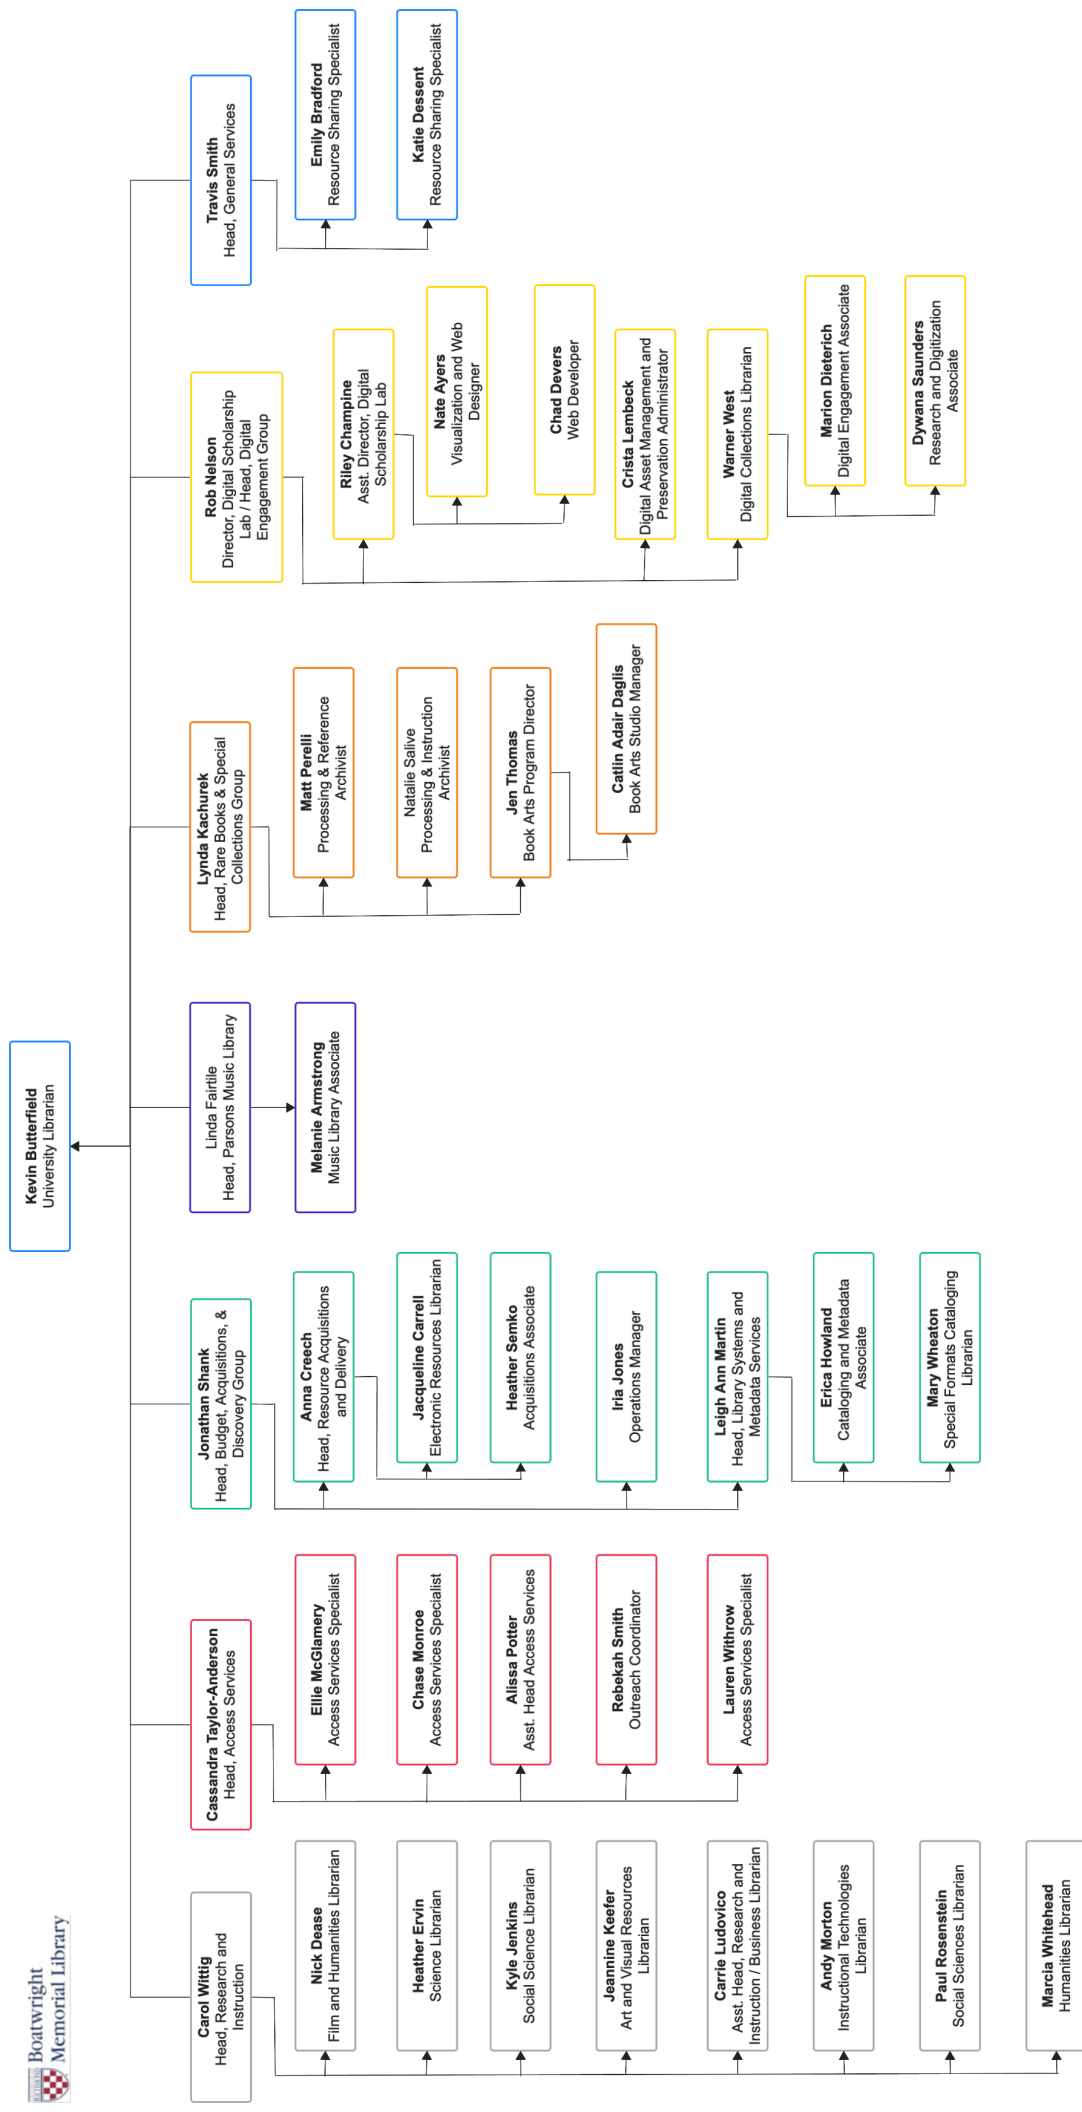 RICHMOND
Boatwright
Memorial Library
Kevin Butterfield
University Librarian
Carol Wittig
Head, Research and
Instruction
Nick Dease
Film and Humanities Librarian
Heather Ervin
Science Librarian
Kyle Jenkins
Social Science Librarian
Jeannine Keefer
Art and Visual Resources
Librarian
Carrie Ludovico
Asst. Head, Research and
Instruction / Business Librarian
Andy Morton
Instructional Technologies
Librarian
Paul Rosenstein
Social Sciences Librarian
Marcia Whitehead
Humanities Librarian
Cassandra Taylor-Anderson
Head, Access Services
Ellie McGlamery
Access Services Specialist
Chase Monroe
Access Services Specialist
Alissa Potter
Asst. Head Access Services
Rebekah Smith
Outreach Coordinator
Lauren Withrow
Access Services Specialist
Jonathan Shank
Head, Budget, Acquisitions, &
Discovery Group
Anna Creech
Head, Resource Acquisitions
and Delivery
Jacqueline Carrell
Electronic Resources Librarian
Heather Semko
Acquisitions Associate
Iria Jones
Operations Manager
Leigh Ann Martin
Head, Library Systems and
Metadata Services
Erica Howland
Cataloging and Metadata
Associate
Mary Wheaton
Special Formats Cataloging
Librarian
Linda Fairtile
Head, Parsons Music Library
Melanie Armstrong
Music Library Associate
Lynda Kachurek
Head, Rare Books & Special
Collections Group
Matt Perelli
Processing & Reference
Archivist
Natalie Salive
Processing & Instruction
Archivist
Jen Thomas
Book Arts Program Director
Catlin Adair Daglis
Book Arts Studio Manager
Rob Nelson
Director, Digital Scholarship
Lab / Head, Digital
Engagement Group
Riley Champine
Asst. Director, Digital
Scholarship Lab
Nate Ayers
Visualization and Web
Designer
Chad Devers
Web Developer
Crista Lembeck
Digital Asset Management and
Preservation Administrator
Warner West
Digital Collections Librarian
Marion Dieterich
Digital Engagement Associate
Dywana Saunders
Research and Digitization
Associate
Travis Smith
Head, General Services
Emily Bradford
Resource Sharing Specialist
Katie Dessent
Resource Sharing Specialist